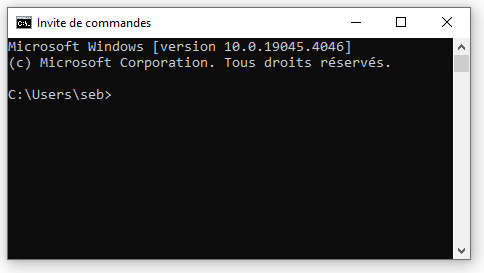 Invite de commandes
Microsoft Windows [version 10.0.19045.4046]
(c) Microsoft Corporation. Tous droits réservés.
C:\Users\seb>